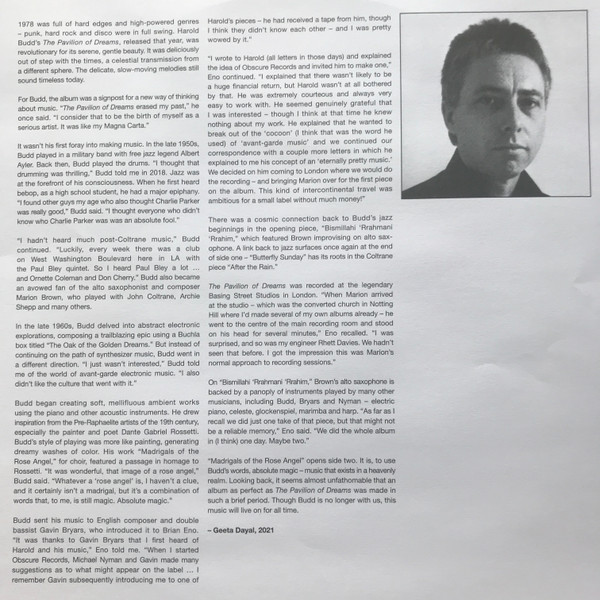 1978 was full of hard edges and high-powered genres
– punk, hard rock and disco were in full swing. Harold
Budd's The Pavilion of Dreams, released that year, was
revolutionary for its serene, gentle beauty. It was deliciously
out of step with the times, a celestial transmission from
a different sphere. The delicate, slow-moving melodies still
sound timeless today.
For Budd, the album was a signpost for a new way of thinking
about music. "The Pavilion of Dreams erased my past," he
once said. "I consider that to be the birth of myself as a
serious artist. It was like my Magna Carta."
It wasn't his first foray into making music. In the late 1950s,
Budd played in a military band with free jazz legend Albert
Ayler. Back then, Budd played the drums. "I thought that
drumming was thrilling," Budd told me in 2018. Jazz was
at the forefront of his consciousness. When he first heard
bebop, as a high school student, he had a major epiphany.
"I found other guys my age who also thought Charlie Parker
was really good," Budd said. "I thought everyone who didn't
know who Charlie Parker was was an absolute fool."
"I hadn't heard much post-Coltrane music," Budd
continued. "Luckily, every week there was a club
on West Washington Boulevard here in LA with
the Paul Bley quintet. So I heard Paul Bley a lot ...
and Ornette Coleman and Don Cherry." Budd also became
an avowed fan of the alto saxophonist and composer
Marion Brown, who played with John Coltrane, Archie
Shepp and many others.
In the late 1960s, Budd delved into abstract electronic
explorations, composing a trailblazing epic using a Buchla
box titled "The Oak of the Golden Dreams." But instead of
continuing on the path of synthesizer music, Budd went in
a different direction. "I just wasn't interested," Budd told
me of the world of avant-garde electronic music. "I also
didn't like the culture that went with it."
Budd began creating soft, mellifluous ambient works
using the piano and other acoustic instruments. He drew
inspiration from the Pre-Raphaelite artists of the 19th century,
especially the painter and poet Dante Gabriel Rossetti.
Budd's style of playing was more like painting, generating
dreamy washes of color. His work "Madrigals of the
Rose Angel," for choir, featured a passage in homage to
Rossetti. "It was wonderful, that image of a rose angel,"
Budd said. "Whatever a 'rose angel' is, I haven't a clue,
and it certainly isn't a madrigal, but it's a combination of
words that, to me, is still magic. Absolute magic."
Budd sent his music to English composer and double
bassist Gavin Bryars, who introduced it to Brian Eno.
"It was thanks to Gavin Bryars that I first heard of
Harold and his music," Eno told me. "When I started
Obscure Records, Michael Nyman and Gavin made many
suggestions as to what might appear on the label ... I
remember Gavin subsequently introducing me to one of
Harold's pieces – he had received a tape from him, though
I think they didn't know each other – and I was pretty
wowed by it."
"I wrote to Harold (all letters in those days) and explained
the idea of Obscure Records and invited him to make one,"
Eno continued. "I explained that there wasn't likely to be
a huge financial return, but Harold wasn't at all bothered
by that. He was extremely courteous and always very
easy to work with. He seemed genuinely grateful that
I was interested – though I think at that time he knew
nothing about my work. He explained that he wanted to
break out of the 'cocoon' (I think that was the word he
used) of 'avant-garde music' and we continued our
correspondence with a couple more letters in which he
explained to me his concept of an 'eternally pretty music.'
We decided on him coming to London where we would do
the recording – and bringing Marion over for the first piece
on the album. This kind of intercontinental travel was
ambitious for a small label without much money!"
There was a cosmic connection back to Budd's jazz
beginnings in the opening piece, "Bismillahi 'Rrahmani
'Rrahim," which featured Brown improvising on alto sax-
ophone. A link back to jazz surfaces once again at the end
of side one – "Butterfly Sunday" has its roots in the Coltrane
piece "After the Rain."
The Pavilion of Dreams was recorded at the legendary
Basing Street Studios in London. "When Marion arrived
at the studio – which was the converted church in Notting
Hill where I'd made several of my own albums already – he
went to the centre of the main recording room and stood
on his head for several minutes," Eno recalled. "I was
surprised, and so was my engineer Rhett Davies. We hadn't
seen that before. I got the impression this was Marion's
normal approach to recording sessions."
On "Bismillahi 'Rrahmani 'Rrahim," Brown's alto saxophone is
backed by a panoply of instruments played by many other
musicians, including Budd, Bryars and Nyman – electric
piano, celeste, glockenspiel, marimba and harp. "As far as I
recall we did just one take of that piece, but that might not
be a reliable memory," Eno said. "We did the whole album
in (I think) one day. Maybe two."
"Madrigals of the Rose Angel" opens side two. It is, to use
Budd's words, absolute magic – music that exists in a heavenly
realm. Looking back, it seems almost unfathomable that an
album as perfect as The Pavilion of Dreams was made in
such a brief period. Though Budd is no longer with us, this
music will live on for all time.
– Geeta Dayal, 2021